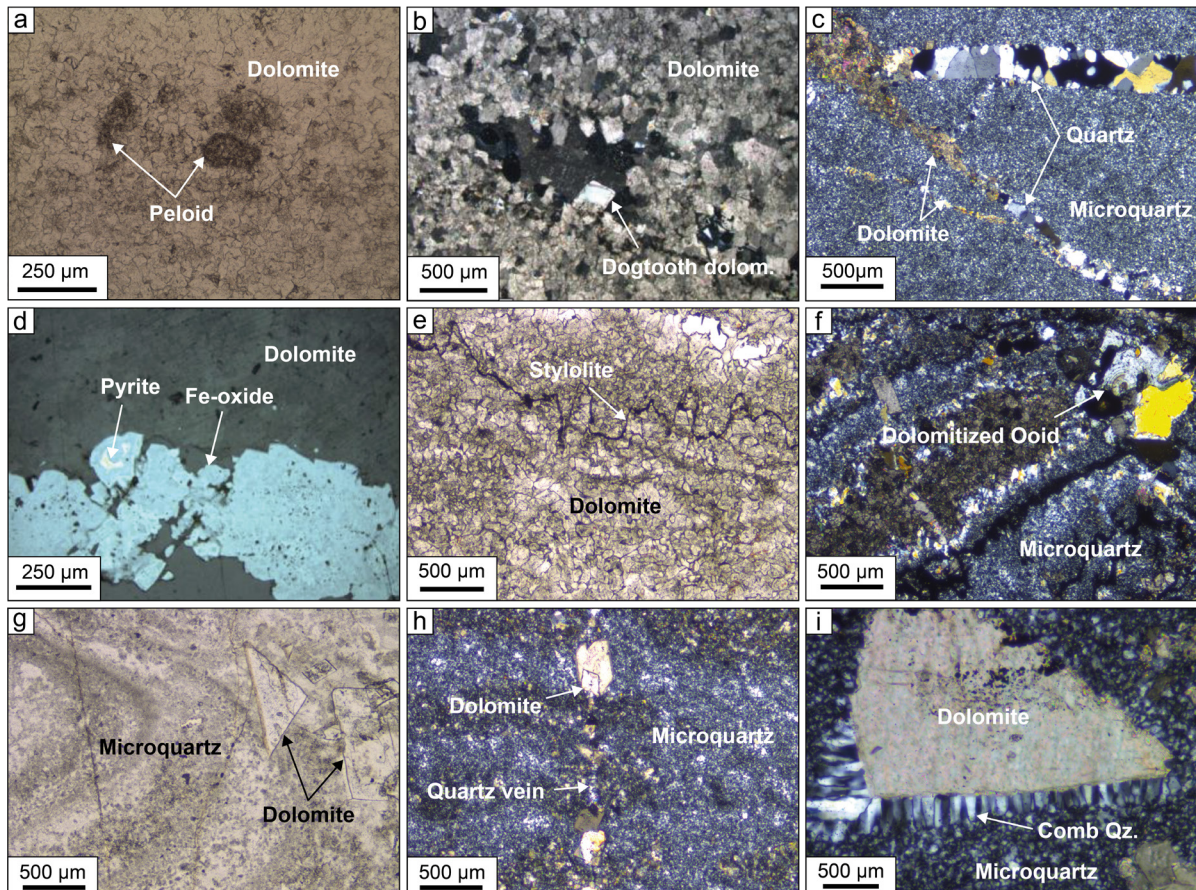 a
Dolomite
Peloid
250 µm
b
Dolomite
Dogtooth dolom.
500 µm
c
Quartz
Microquartz
Dolomite
500µm
d
Dolomite
Pyrite
Fe-oxide
250 µm
e
Stylolite
Dolomite
500 µm
f
Dolomitized Ooid
Microquartz
500 µm
g
Microquartz
Dolomite
500 µm
h
Dolomite
Microquartz
Quartz vein
500 µm
i
Dolomite
Comb Qz.
Microquartz
500 µm